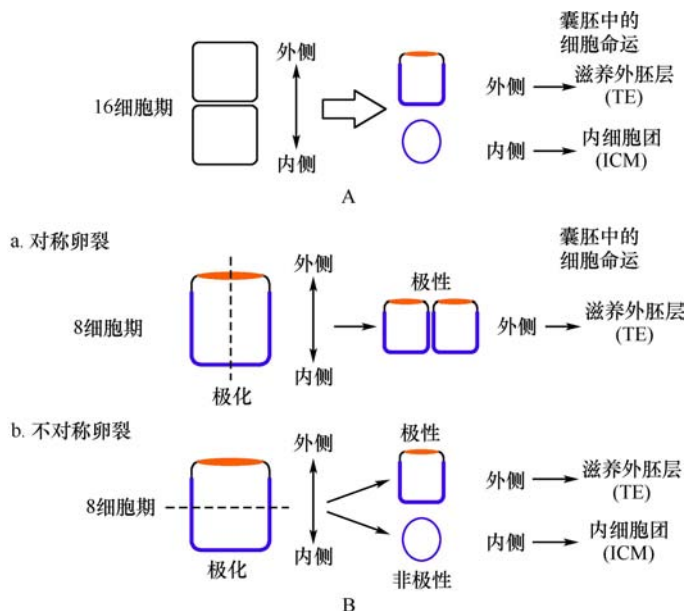 囊胚中的
细胞命运
16细胞期
外侧
内侧
外侧
滋养外胚层
(TE)
内侧
内细胞团
(ICM)
A
a. 对称卵裂
囊胚中的
细胞命运
8细胞期
外侧
内侧
极化
极性
外侧
滋养外胚层
(TE)
b. 不对称卵裂
8细胞期
外侧
内侧
极化
极性
外侧
滋养外胚层
(TE)
内侧
内细胞团
(ICM)
非极性
B